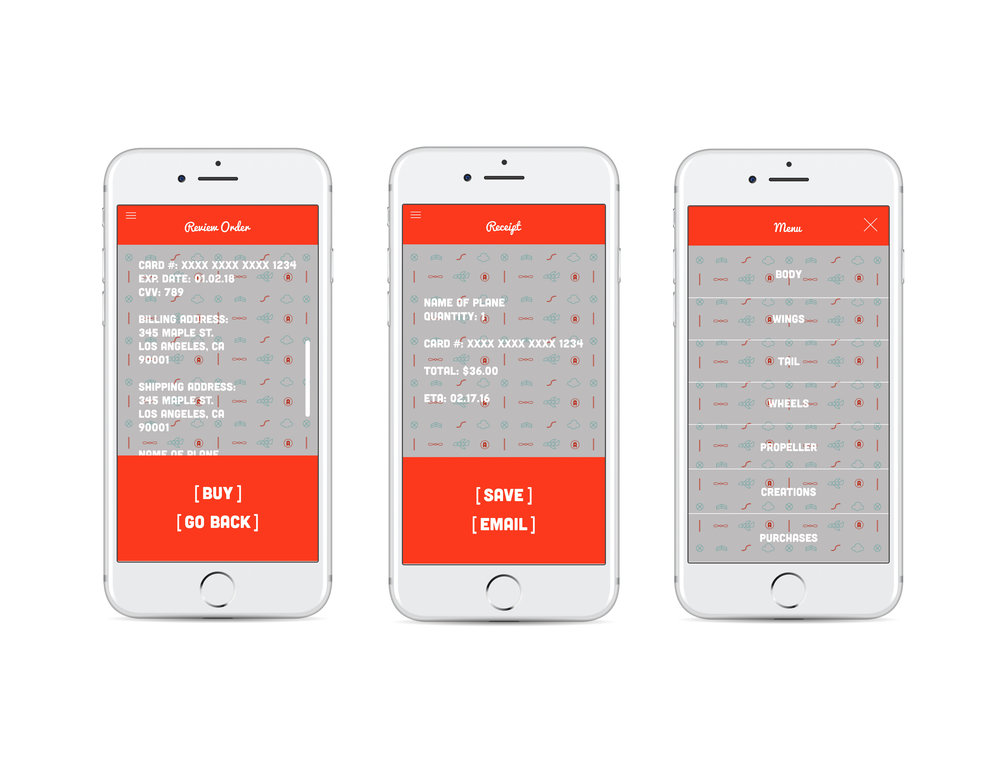 Review Order
CARD #: XXXX XXXX XXXX 1234
EXP. DATE: 01.02.18
CVV: 789
BILLING ADDRESS:
345 MAPLE ST.
LOS ANGELES, CA
90001
SHIPPING ADDRESS:
345 MAPLE ST.
LOS ANGELES, CA
90001
NAME OF PLANE
[ BUY ]
[ GO BACK ]
Receipt
NAME OF PLANE
QUANTITY: 1
CARD #: XXXX XXXX XXXX 1234
TOTAL: $36.00
ETA: 02.17.16
[ SAVE ]
[ EMAIL ]
Menu
BODY
WINGS
TAIL
WHEELS
PROPELLER
CREATIONS
PURCHASES